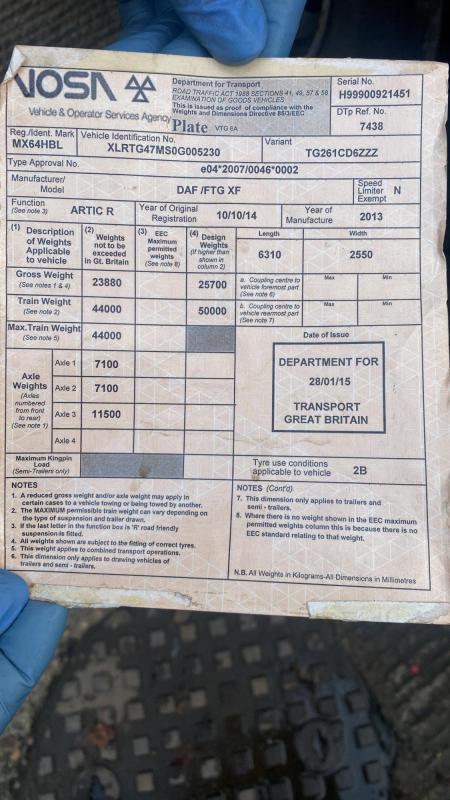 VOSA
Vehicle & Operator Services Agency
Department for Transport
ROAD TRAFFIC ACT 1988 SECTIONS 41, 49, 57 & 58
EXAMINATION OF GOODS VEHICLES
This is issued as proof of compliance with the
Weights and Dimensions Directive 85/3/EEC
Plate VTG 6A
Serial No.
H99900921451
DTp Ref. No.
7438
Reg./Ident. Mark
MX64HBL
Vehicle Identification No.
XLRTG47MS0G005230
Variant
TG261CD6ZZZ
Type Approval No.
e04*2007/0046*0002
Manufacturer/
Model
DAF /FTG XF
Speed
Limiter
Exempt
N
Function
(See note 3)
ARTIC R
Year of Original
Registration
10/10/14
Year of
Manufacture
2013
(1) Description
of Weights
Applicable
to vehicle
(2)
Weights
not to be
exceeded
in Gt. Britain
(3) EEC
Maximum
permitted
weights
(See note 8)
(4) Design
Weights
(if higher than
shown in
column 2)
Length
Width
6310
2550
Gross Weight
(See notes 1 & 4)
23880
25700
a. Coupling centre to
vehicle foremost part
(See note 6)
Max
Min
Train Weight
(See note 2)
44000
50000
b. Coupling centre to
vehicle rearmost part
(See note 7)
Max
Min
Max.Train Weight
(See note 5)
44000
Axle
Weights
(Axles
numbered
from front
to rear)
(See note 1)
Axle 1
7100
Axle 2
7100
Axle 3
11500
Axle 4
Date of Issue
DEPARTMENT FOR
28/01/15
TRANSPORT
GREAT BRITAIN
Maximum Kingpin
Load
(Semi-Trailers only)
Tyre use conditions
applicable to vehicle
2B
NOTES
1. A reduced gross weight and/or axle weight may apply in
certain cases to a vehicle towing or being towed by another.
2. The MAXIMUM permissible train weight can vary depending on
the type of suspension and trailer drawn.
3. If the last letter in the function box is 'R' road friendly
suspension is fitted.
4. All weights shown are subject to the fitting of correct tyres.
5. This weight applies to combined transport operations.
6. This dimension only applies to drawing vehicles of
trailers and semi - trailers.
NOTES (Cont'd)
7. This dimension only applies to trailers and
semi - trailers.
8. Where there is no weight shown in the EEC maximum
permitted weights column this is because there is no
EEC standard relating to that weight.
N.B. All Weights in Kilograms-All Dimensions in Millimetres